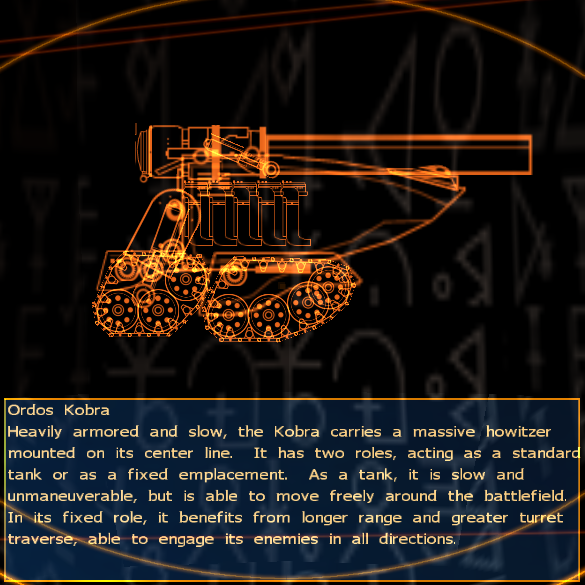 Ordos Kobra
Heavily armored and slow, the Kobra carries a massive howitzer
mounted on its center line. It has two roles, acting as a standard
tank or as a fixed emplacement. As a tank, it is slow and
unmaneuverable, but is able to move freely around the battlefield.
In its fixed role, it benefits from longer range and greater turret
traverse, able to engage its enemies in all directions.